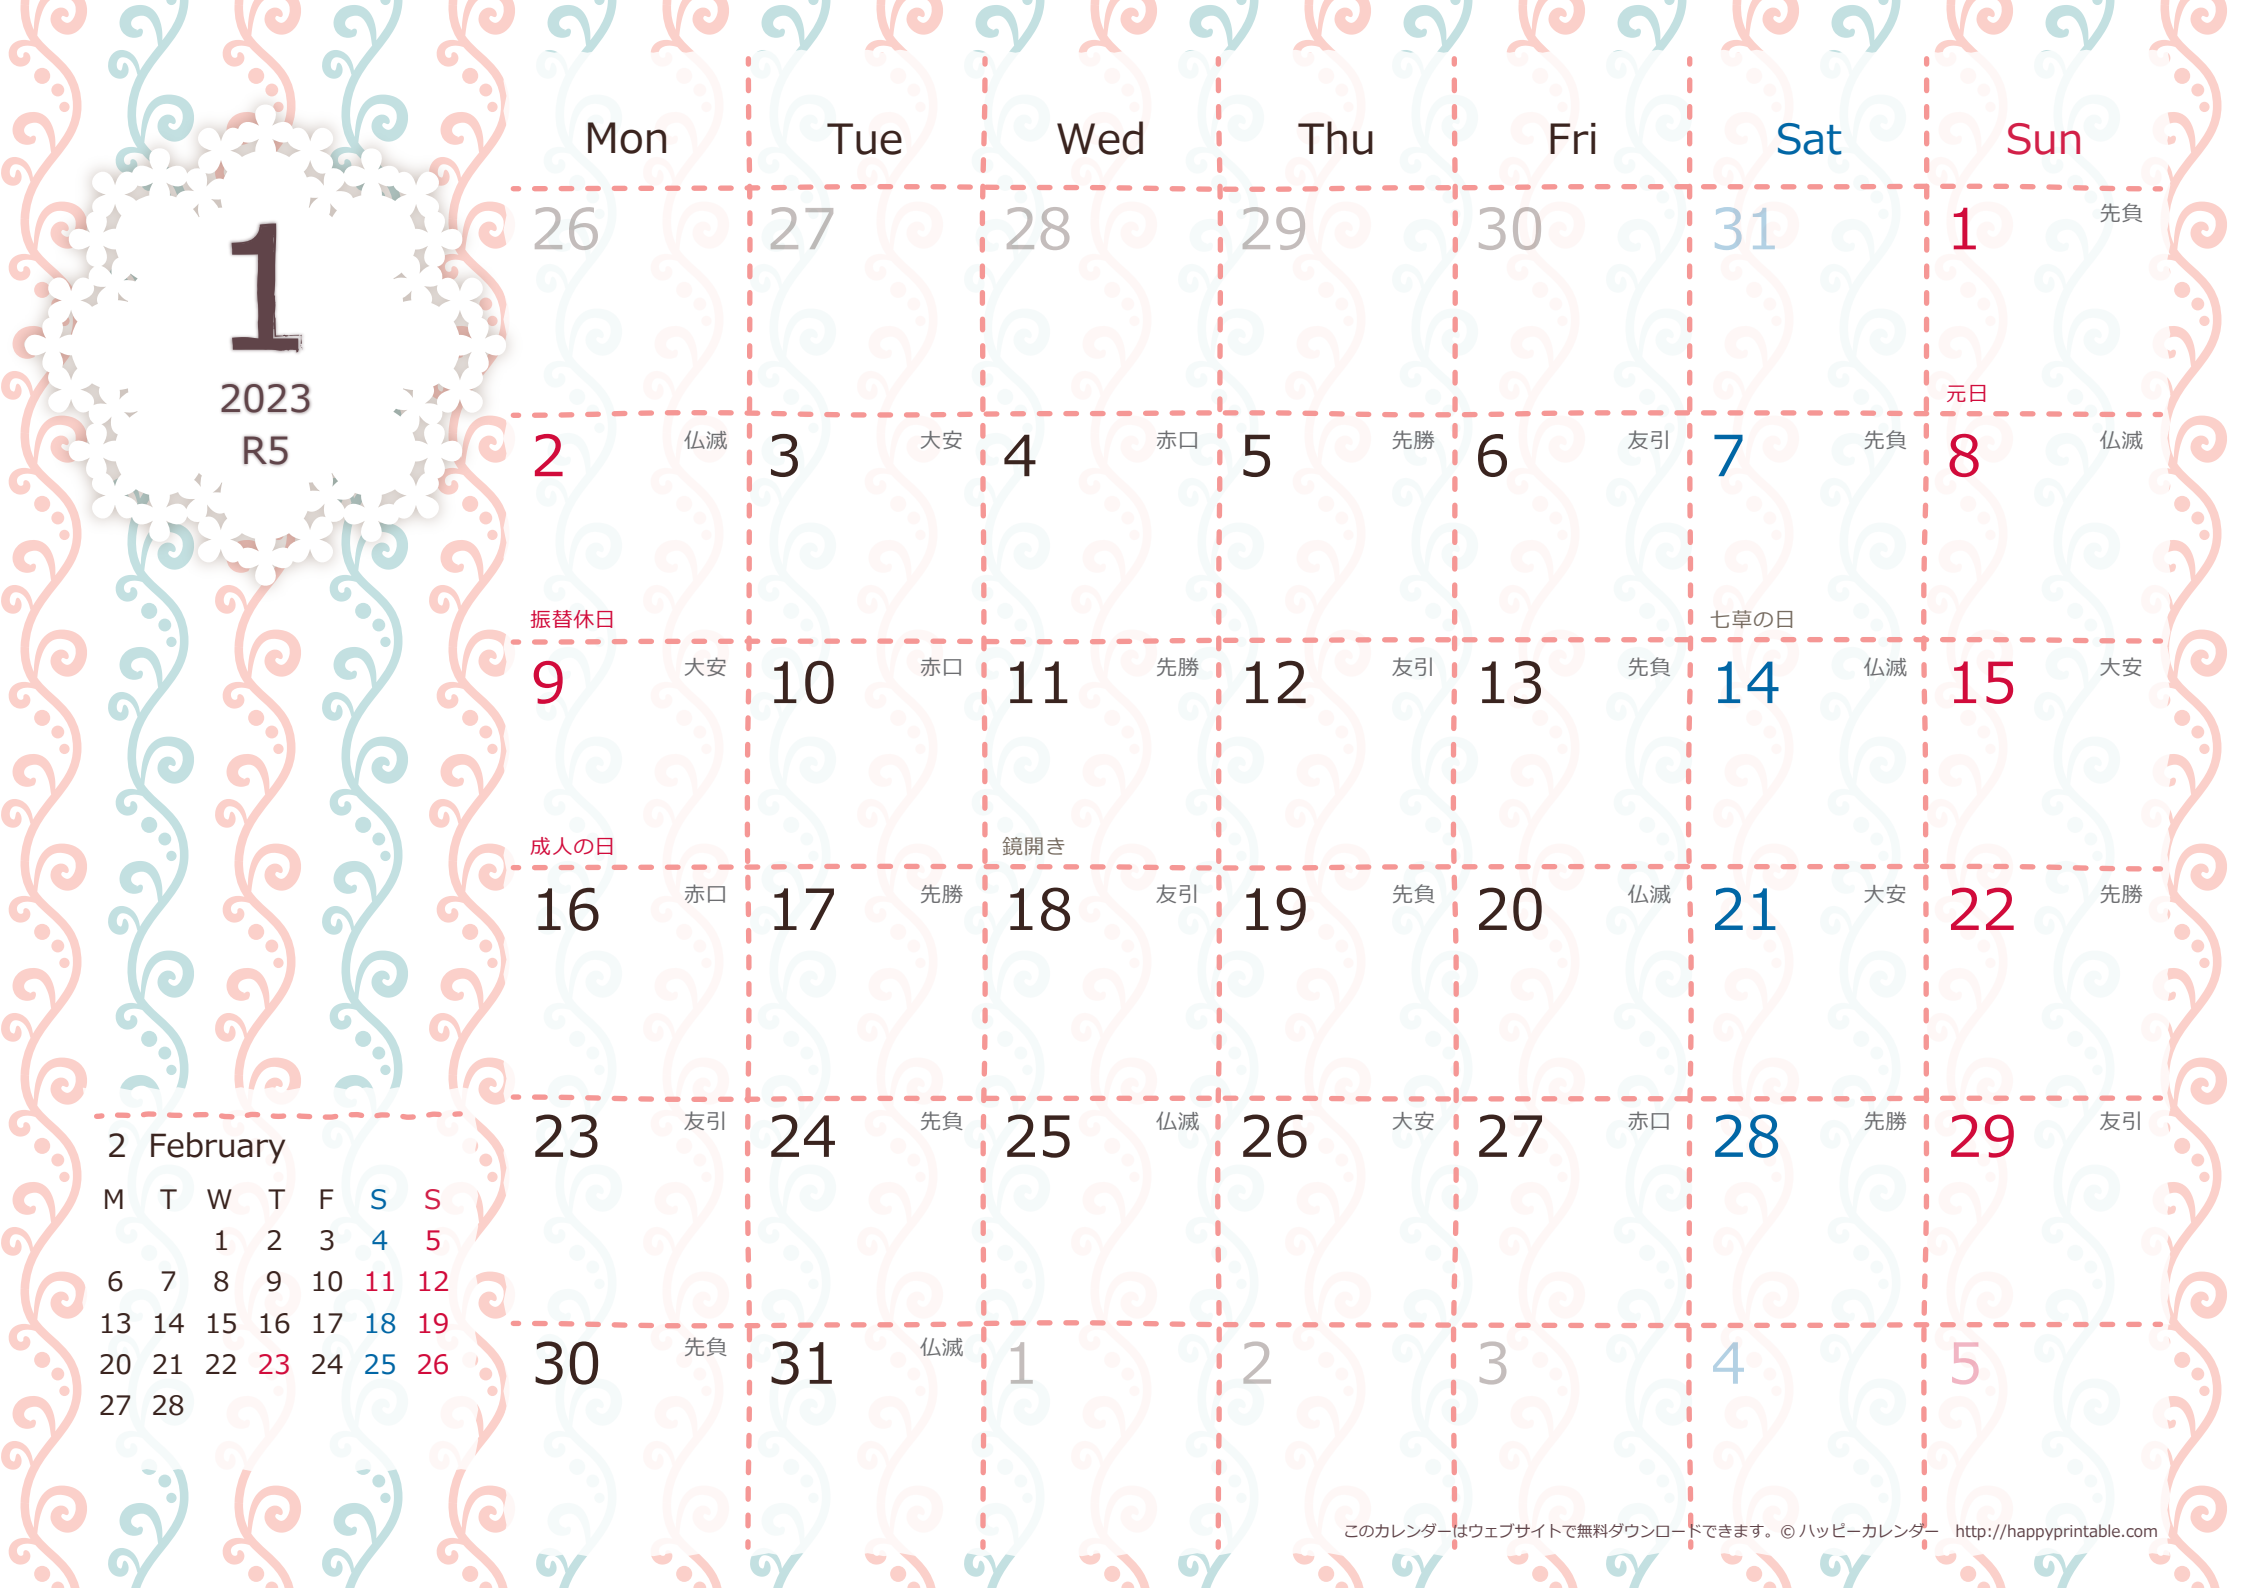 1
2023
R5
Mon Tue Wed Thu Fri Sat Sun
26 27 28 29 30 31 1 先負
元日
2 仏滅 3 大安 4 赤口 5 先勝 6 友引 7 先負 8 仏滅
振替休日 七草の日
9 大安 10 赤口 11 先勝 12 友引 13 先負 14 仏滅 15 大安
成人の日 鏡開き
16 赤口 17 先勝 18 友引 19 先負 20 仏滅 21 大安 22 先勝
23 友引 24 先負 25 仏滅 26 大安 27 赤口 28 先勝 29 友引
30 先負 31 仏滅 1 2 3 4 5
2 February
M T W T F S S
1 2 3 4 5
6 7 8 9 10 11 12
13 14 15 16 17 18 19
20 21 22 23 24 25 26
27 28
このカレンダーはウェブサイトで無料ダウンロードできます。© ハッピーカレンダー http://happyprintable.com